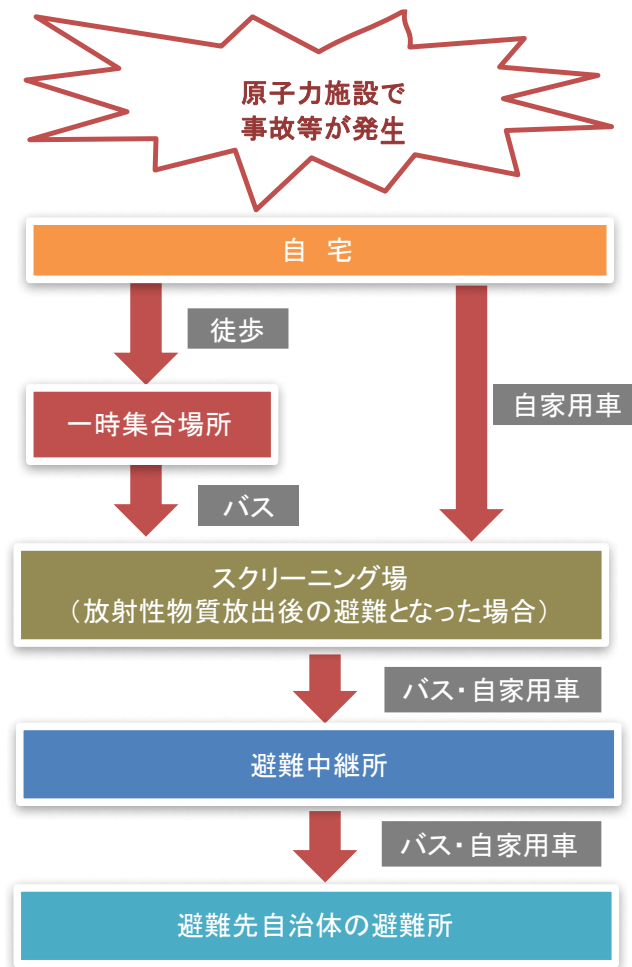 原子力施設で
事故等が発生
自 宅
徒歩
自家用車
一時集合場所
バス
スクリーニング場
（放射性物質放出後の避難となった場合）
バス・自家用車
避難中継所
バス・自家用車
避難先自治体の避難所